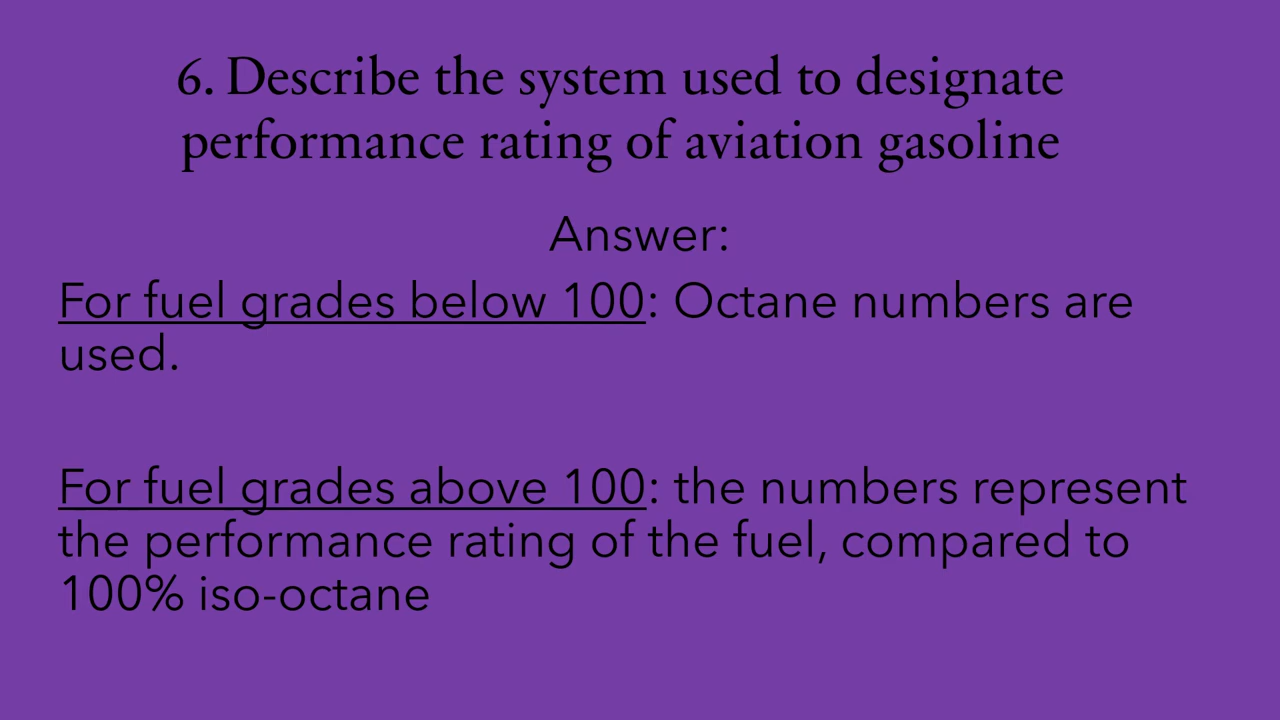 6. Describe the system used to designate
performance rating of aviation gasoline
Answer:
For fuel grades below 100: Octane numbers are
used.
For fuel grades above 100: the numbers represent
the performance rating of the fuel, compared to
100% iso-octane